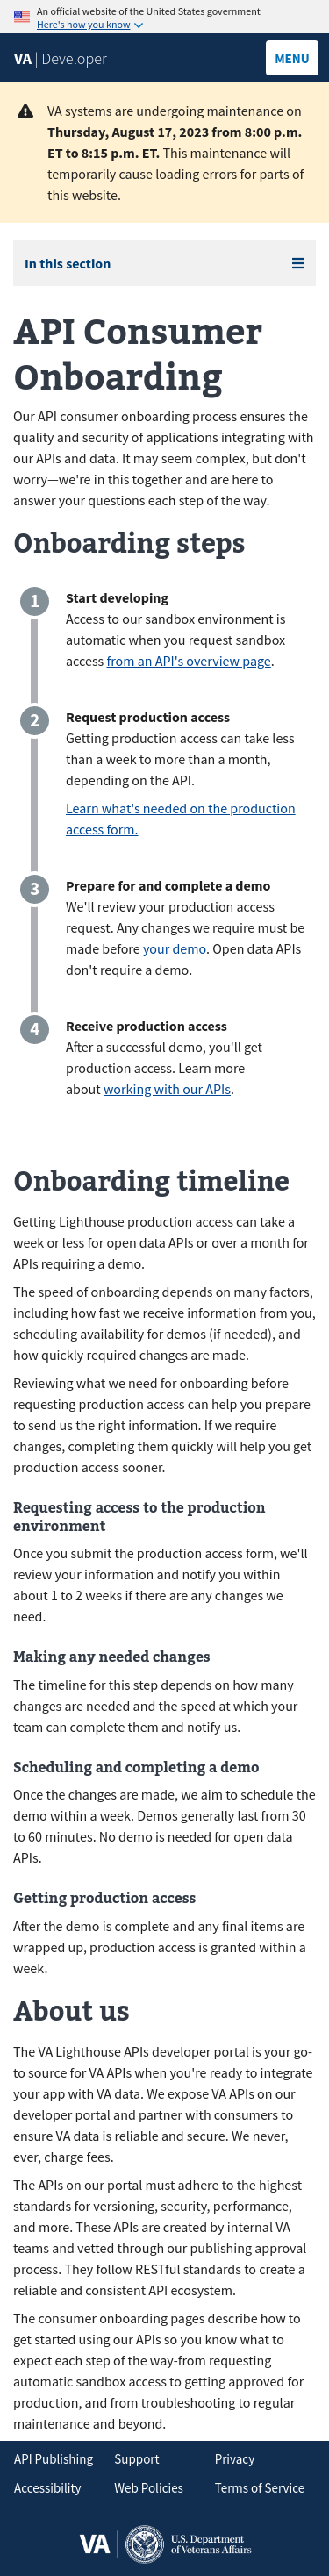 An official website of the United States government
Here's how you know
VA | Developer
MENU
VA systems are undergoing maintenance on
Thursday, August 17, 2023 from 8:00 p.m.
ET to 8:15 p.m. ET. This maintenance will
temporarily cause loading errors for parts of
this website.
In this section
API Consumer
Onboarding
Our API consumer onboarding process ensures the
quality and security of applications integrating with
our APIs and data. It may seem complex, but don't
worry—we're in this together and are here to
answer your questions each step of the way.
Onboarding steps
1
Start developing
Access to our sandbox environment is
automatic when you request sandbox
access from an API's overview page.
2
Request production access
Getting production access can take less
than a week to more than a month,
depending on the API.
Learn what's needed on the production
access form.
3
Prepare for and complete a demo
We'll review your production access
request. Any changes we require must be
made before your demo. Open data APIs
don't require a demo.
4
Receive production access
After a successful demo, you'll get
production access. Learn more
about working with our APIs.
Onboarding timeline
Getting Lighthouse production access can take a
week or less for open data APIs or over a month for
APIs requiring a demo.
The speed of onboarding depends on many factors,
including how fast we receive information from you,
scheduling availability for demos (if needed), and
how quickly required changes are made.
Reviewing what we need for onboarding before
requesting production access can help you prepare
to send us the right information. If we require
changes, completing them quickly will help you get
production access sooner.
Requesting access to the production
environment
Once you submit the production access form, we'll
review your information and notify you within
about 1 to 2 weeks if there are any changes we
need.
Making any needed changes
The timeline for this step depends on how many
changes are needed and the speed at which your
team can complete them and notify us.
Scheduling and completing a demo
Once the changes are made, we aim to schedule the
demo within a week. Demos generally last from 30
to 60 minutes. No demo is needed for open data
APIs.
Getting production access
After the demo is complete and any final items are
wrapped up, production access is granted within a
week.
About us
The VA Lighthouse APIs developer portal is your go-
to source for VA APIs when you're ready to integrate
your app with VA data. We expose VA APIs on our
developer portal and partner with consumers to
ensure VA data is reliable and secure. We never,
ever, charge fees.
The APIs on our portal must adhere to the highest
standards for versioning, security, performance,
and more. These APIs are created by internal VA
teams and vetted through our publishing approval
process. They follow RESTful standards to create a
reliable and consistent API ecosystem.
The consumer onboarding pages describe how to
get started using our APIs so you know what to
expect each step of the way-from requesting
automatic sandbox access to getting approved for
production, and from troubleshooting to regular
maintenance and beyond.
API Publishing Support Privacy
Accessibility Web Policies Terms of Service
VA | U.S. Department
of Veterans Affairs